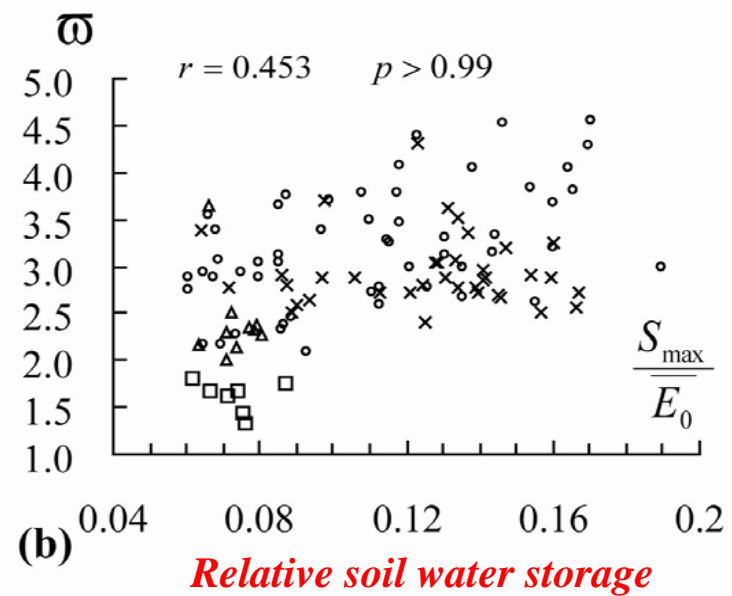 ϖ
r = 0.453 p > 0.99
5.0
4.5
4.0
3.5
3.0
2.5
2.0
1.5
1.0
S_max
E̅₀
0.04 0.08 0.12 0.16 0.2
(b)
Relative soil water storage